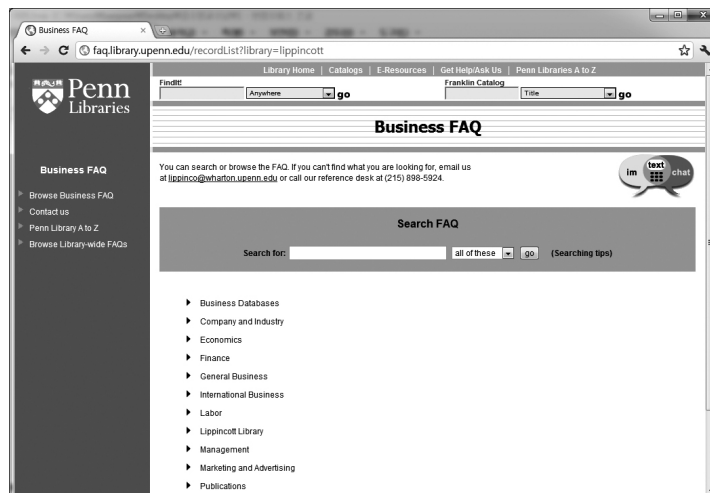 Business FAQ
faq.library.upenn.edu/recordList?library=lippincott
Library Home | Catalogs | E-Resources | Get Help/Ask Us | Penn Libraries A to Z
FindIt!
Franklin Catalog
Anywhere
go
Title
go
Penn
Libraries
Business FAQ
Business FAQ
Browse Business FAQ
Contact us
Penn Library A to Z
Browse Library-wide FAQs
You can search or browse the FAQ. If you can't find what you are looking for, email us
at lippinco@wharton.upenn.edu or call our reference desk at (215) 898-5924.
im
text
chat
Search FAQ
Search for:
all of these
go
(Searching tips)
Business Databases
Company and Industry
Economics
Finance
General Business
International Business
Labor
Lippincott Library
Management
Marketing and Advertising
Publications